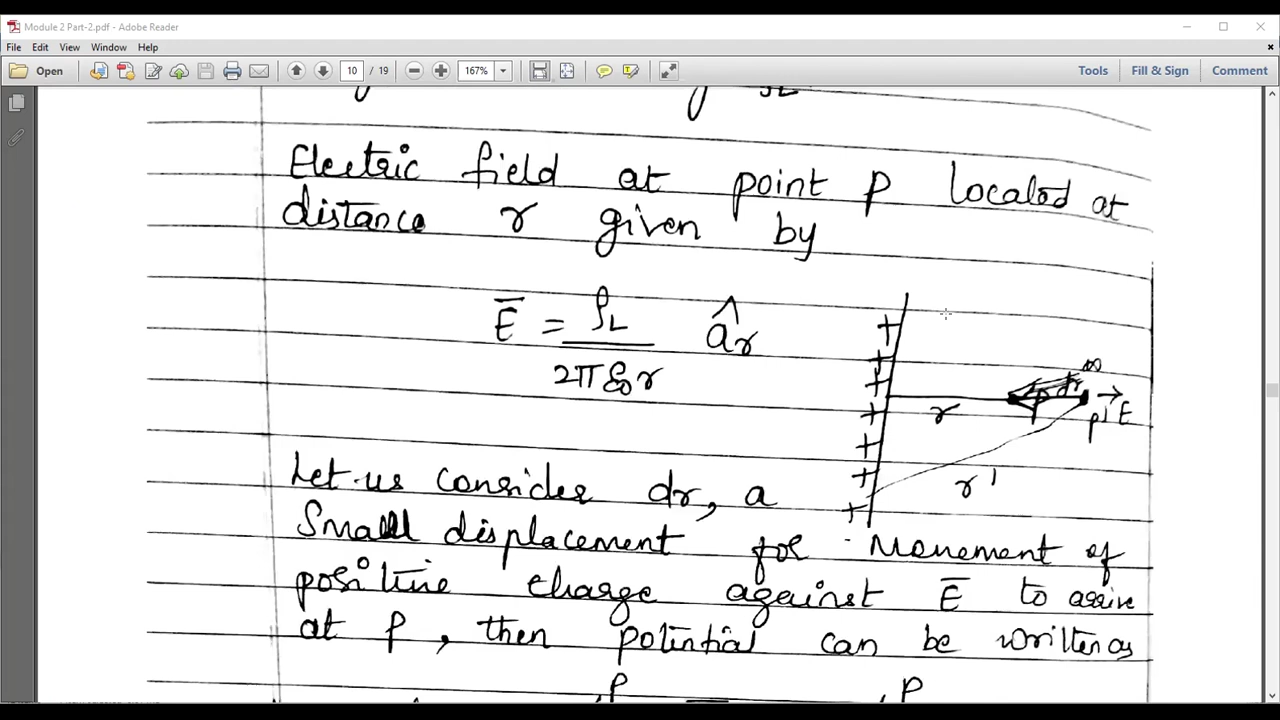 Module 2 Part-2.pdf - Adobe Reader
File Edit View Window Help
Open 10 / 19 167% Tools Fill & Sign Comment
Electric field at point P located at
distance r given by
E̅ = ρL / 2πε0r âr
+
+
+
+
+
+
+
r P dr ∞
P' E
r'
Let us consider dr, a
Small displacement for Movement of
positive charge against E̅ to arrive
at P, then potential can be written as
P P